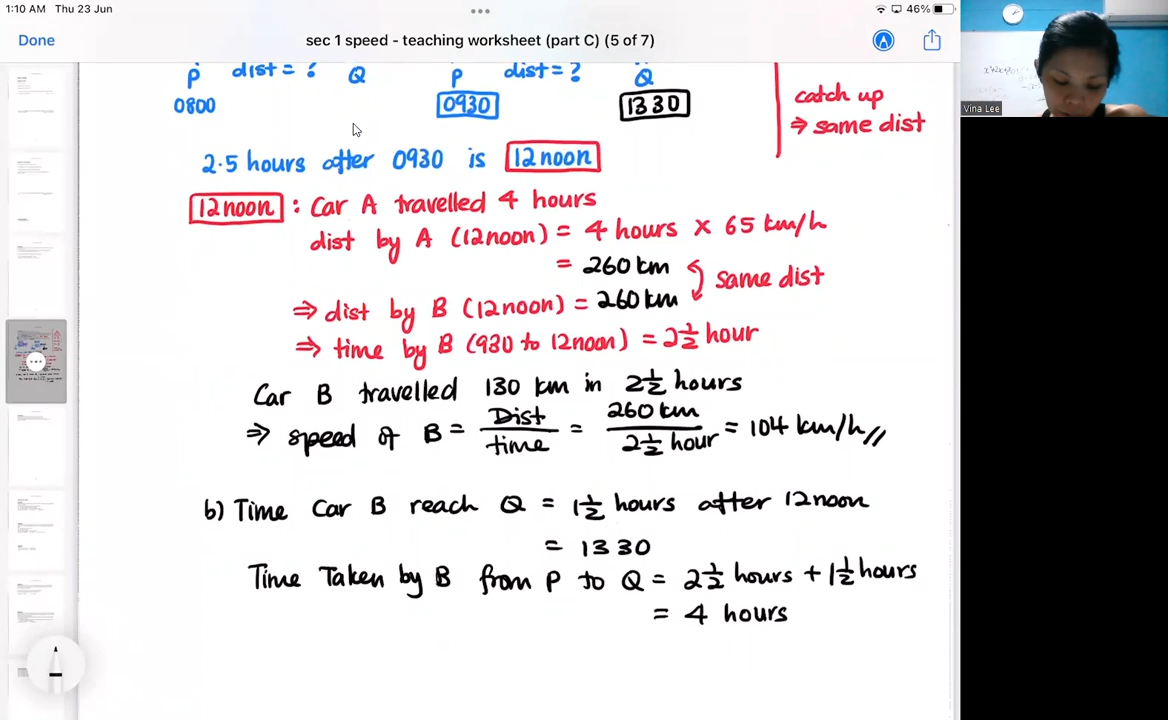 1:10 AM Thu 23 Jun
46%
Done
sec 1 speed - teaching worksheet (part C) (5 of 7)
P dist = ? Q P dist = ? Q
0800 0930 1330
catch up
⇒ same dist
2.5 hours after 0930 is 12noon
12noon : Car A travelled 4 hours
dist by A (12noon) = 4 hours × 65 km/h
= 260 km
same dist
⇒ dist by B (12noon) = 260 km
⇒ time by B (930 to 12noon) = 2½ hour
Car B travelled 130 km in 2½ hours
⇒ speed of B = Dist/time = 260 km/2½ hour = 104 km/h //
b) Time Car B reach Q = 1½ hours after 12noon
= 1330
Time Taken by B from P to Q = 2½ hours + 1½ hours
= 4 hours
Vina Lee